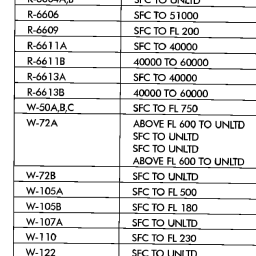 R-6604A,B SFC TO UNLTD
R-6606 SFC TO 51000
R-6609 SFC TO FL 200
R-6611A SFC TO 40000
R-6611B 40000 TO 60000
R-6613A SFC TO 40000
R-6613B 40000 TO 60000
W-50A,B,C SFC TO FL 750
W-72A ABOVE FL 600 TO UNLTD
SFC TO UNLTD
SFC TO UNLTD
ABOVE FL 600 TO UNLTD
W-72B SFC TO UNLTD
W-105A SFC TO FL 500
W-105B SFC TO FL 180
W-107A SFC TO UNLTD
W-110 SFC TO FL 230
W-122 SFC TO UNLTD